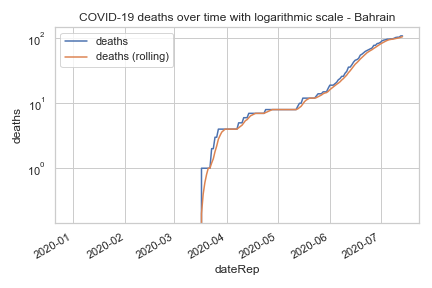 COVID-19 deaths over time with logarithmic scale - Bahrain
deaths
deaths (rolling)
10²
10¹
10⁰
deaths
2020-01
2020-02
2020-03
2020-04
2020-05
2020-06
2020-07
dateRep